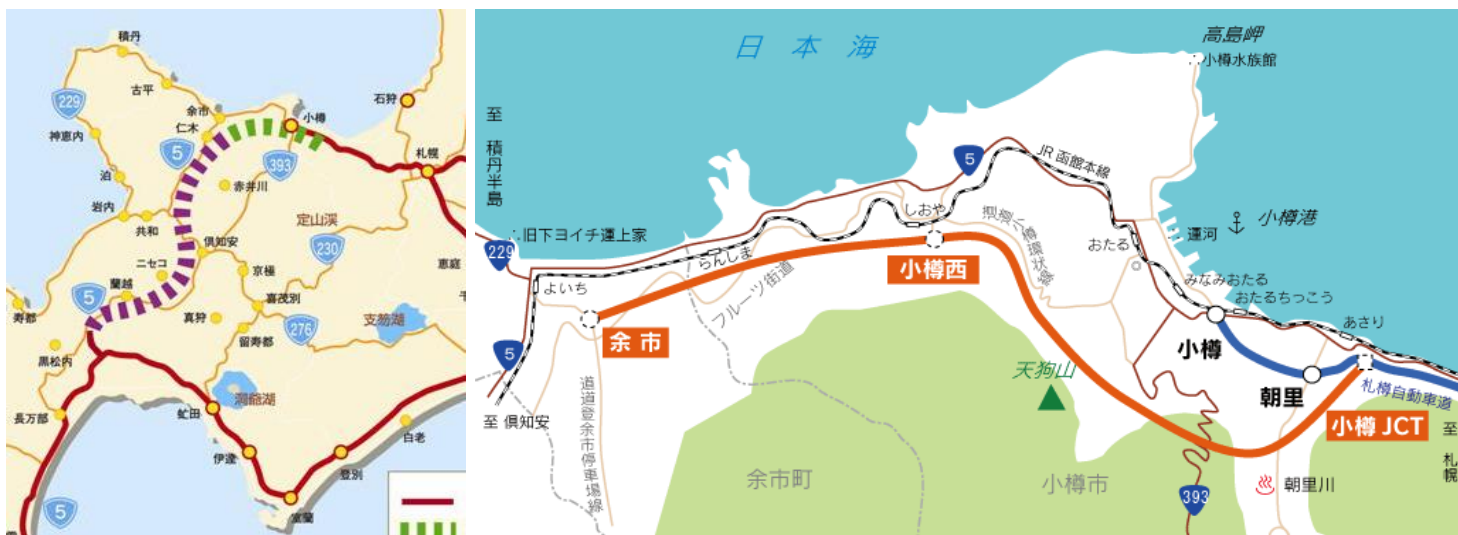 積丹
古平
229
余市
小樽
石狩
神恵内
仁木
5
393
札幌
泊
赤井川
岩内
定山渓
共和
倶知安
230
恵庭
ニセコ
京極
蘭越
5
喜茂別
寿都
真狩
276
支笏湖
留寿都
黒松内
洞爺湖
長万部
虻田
白老
伊達
登別
5
室蘭
日本海
高島岬
小樽水族館
至 積丹半島
5
JR函館本線
しおや
道道小樽環状線
小樽港
旧下ヨイチ運上家
229
運河
おたる
らんしま
小樽西
よいち
フルーツ街道
みなみおたる
おたるちっこう
余市
あさり
小樽
5
天狗山
朝里
札樽自動車道
至 倶知安
道道登余市停車場線
小樽JCT
至 札幌
余市町
小樽市
393
朝里川